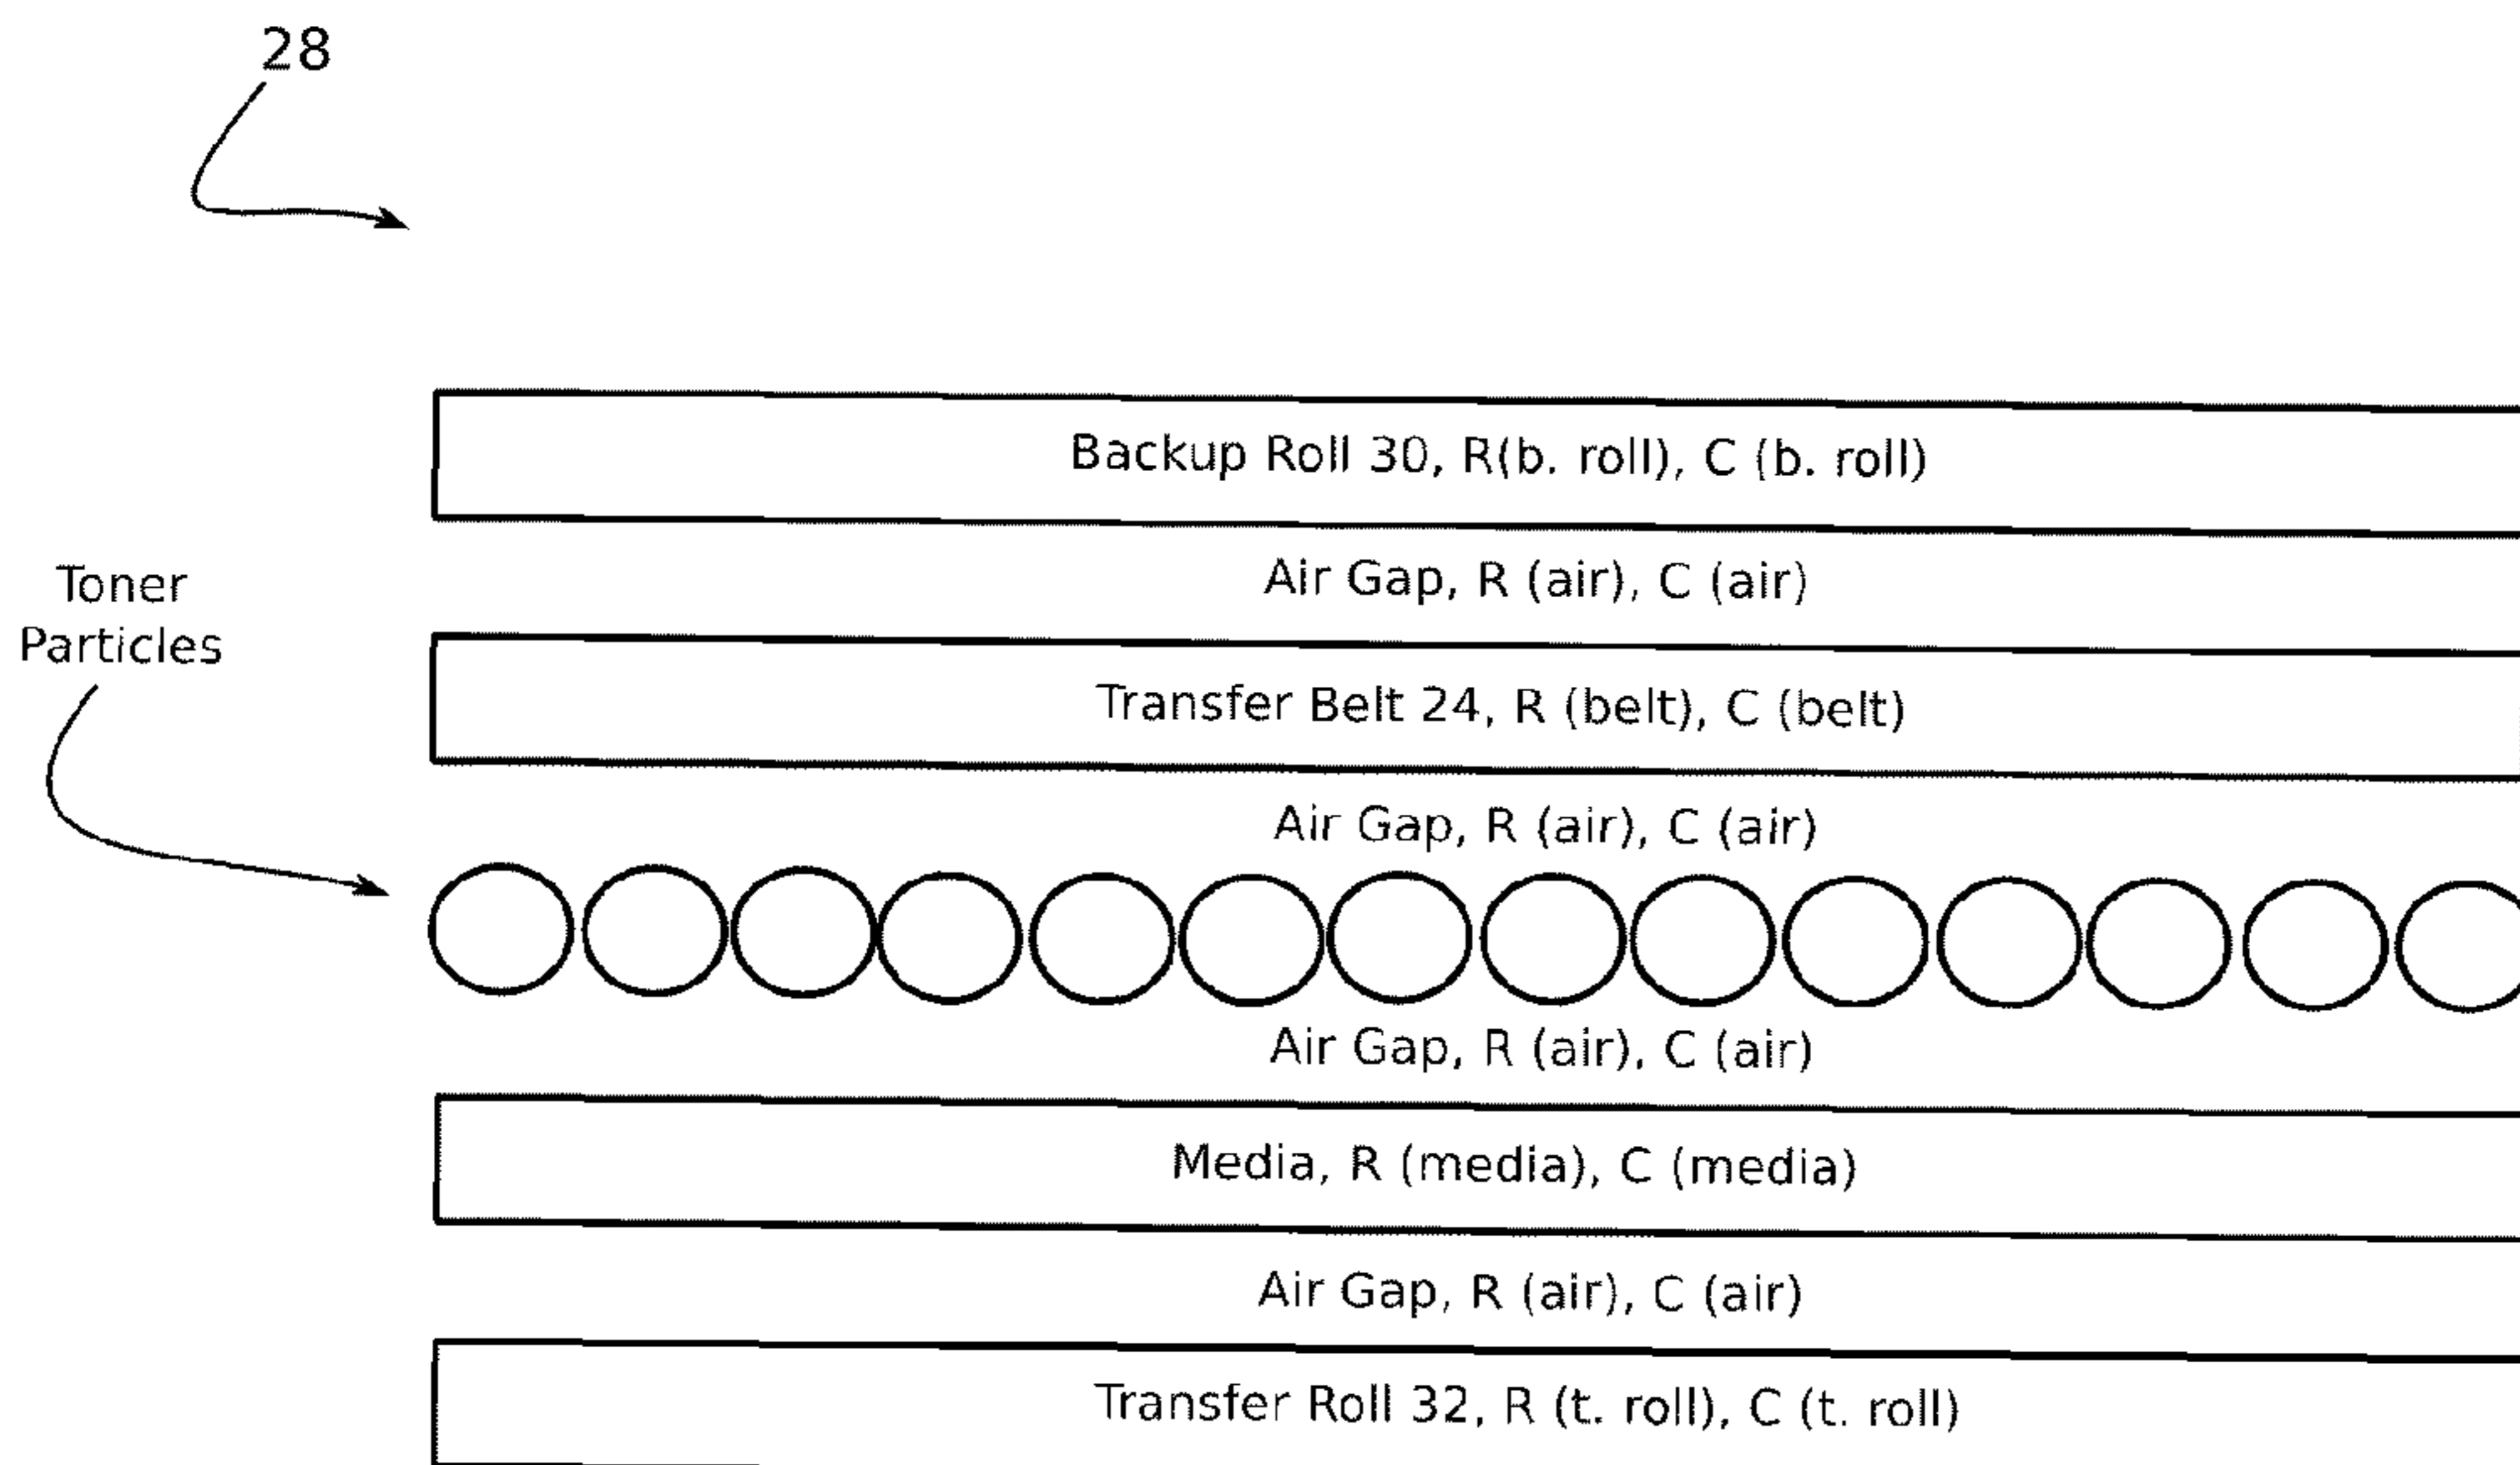 28
Backup Roll 30, R(b. roll), C (b. roll)
Air Gap, R (air), C (air)
Toner
Particles
Transfer Belt 24, R (belt), C (belt)
Air Gap, R (air), C (air)
Air Gap, R (air), C (air)
Media, R (media), C (media)
Air Gap, R (air), C (air)
Transfer Roll 32, R (t. roll), C (t. roll)